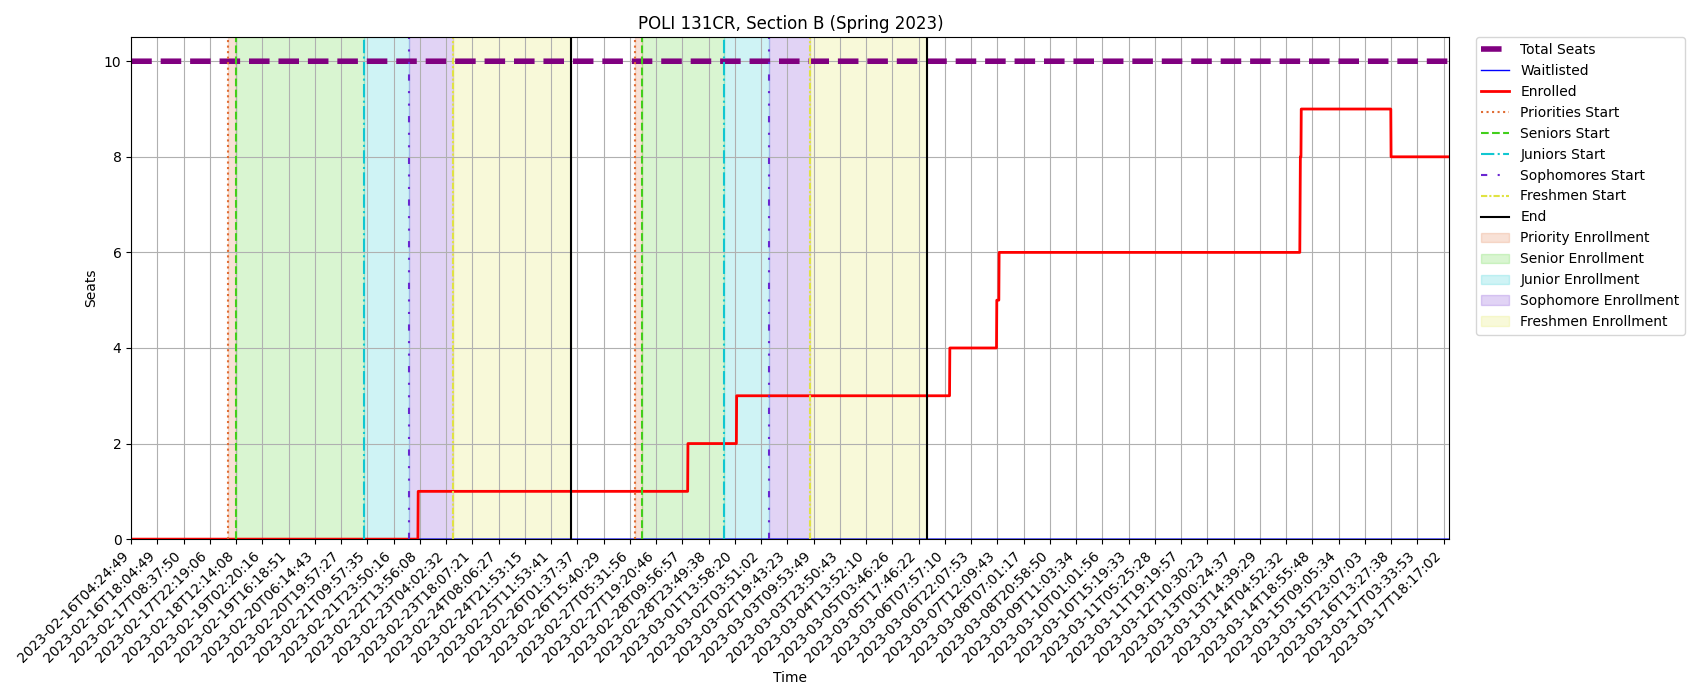 POLI 131CR, Section B (Spring 2023)
Seats
10
8
6
4
2
0
2023-02-16T04:24:49
2023-02-16T18:04:49
2023-02-17T08:37:50
2023-02-17T22:19:06
2023-02-18T12:14:08
2023-02-19T02:20:16
2023-02-19T16:18:51
2023-02-20T06:14:43
2023-02-20T19:57:27
2023-02-21T09:57:35
2023-02-21T23:50:16
2023-02-22T13:56:08
2023-02-23T04:02:32
2023-02-23T18:07:21
2023-02-24T08:06:27
2023-02-24T21:53:15
2023-02-25T11:53:41
2023-02-26T01:37:37
2023-02-26T15:40:29
2023-02-27T05:31:56
2023-02-27T19:20:46
2023-02-28T09:56:57
2023-02-28T23:49:38
2023-03-01T13:58:20
2023-03-02T03:51:02
2023-03-02T19:43:23
2023-03-03T09:53:49
2023-03-03T23:50:43
2023-03-04T13:52:10
2023-03-05T03:46:26
2023-03-05T17:46:22
2023-03-06T07:57:10
2023-03-06T22:07:53
2023-03-07T12:09:43
2023-03-08T07:01:17
2023-03-08T20:58:50
2023-03-09T11:03:34
2023-03-10T01:01:56
2023-03-10T15:19:33
2023-03-11T05:25:28
2023-03-11T19:19:57
2023-03-12T10:30:23
2023-03-13T00:24:37
2023-03-13T14:39:29
2023-03-14T04:52:32
2023-03-14T18:55:48
2023-03-15T09:05:34
2023-03-15T23:07:03
2023-03-16T13:27:38
2023-03-17T03:33:53
2023-03-17T18:17:02
Time
Total Seats
Waitlisted
Enrolled
Priorities Start
Seniors Start
Juniors Start
Sophomores Start
Freshmen Start
End
Priority Enrollment
Senior Enrollment
Junior Enrollment
Sophomore Enrollment
Freshmen Enrollment